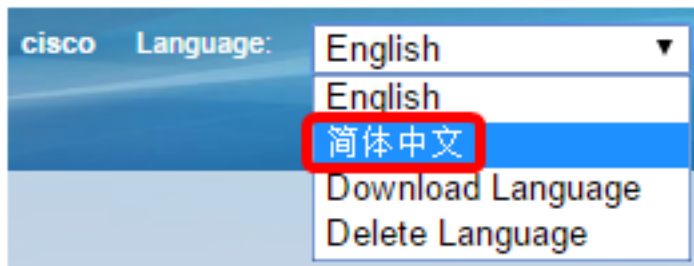 cisco Language: English ▼
English
简体中文
Download Language
Delete Language